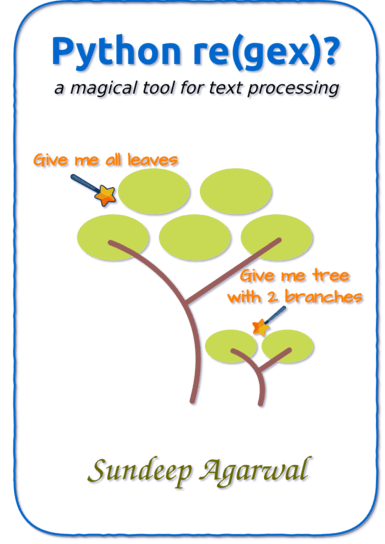 Python re(gex)?
a magical tool for text processing
Give me all leaves
Give me tree
with 2 branches
Sundeep Agarwal